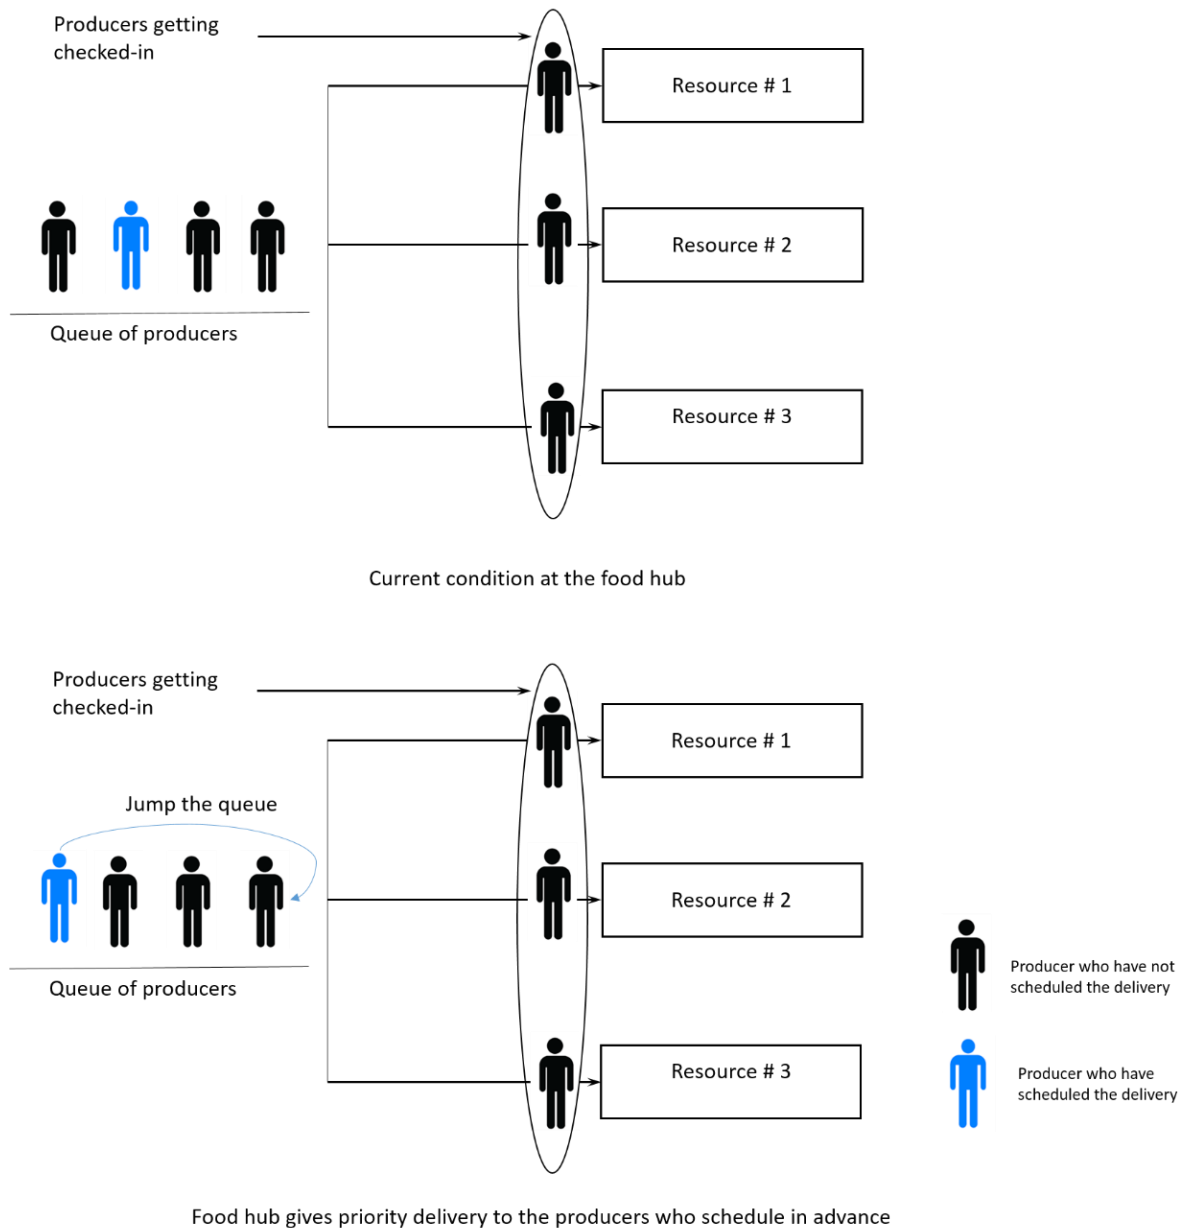 Producers getting
checked-in
Resource # 1
Resource # 2
Queue of producers
Resource # 3
Current condition at the food hub
Producers getting
checked-in
Resource # 1
Jump the queue
Resource # 2
Queue of producers
Producer who have not
scheduled the delivery
Resource # 3
Producer who have
scheduled the delivery
Food hub gives priority delivery to the producers who schedule in advance